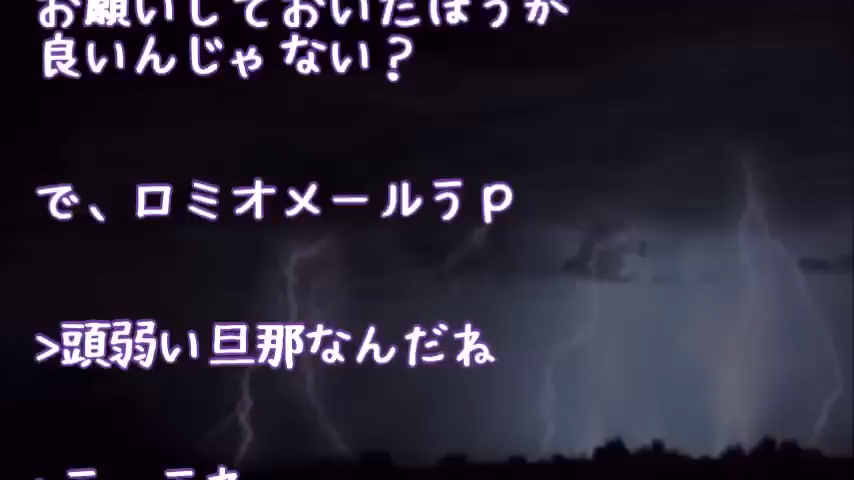 お願いしておいたほうが
良いんじゃない？
で、ロミオメールうｐ
>頭弱い旦那なんだね